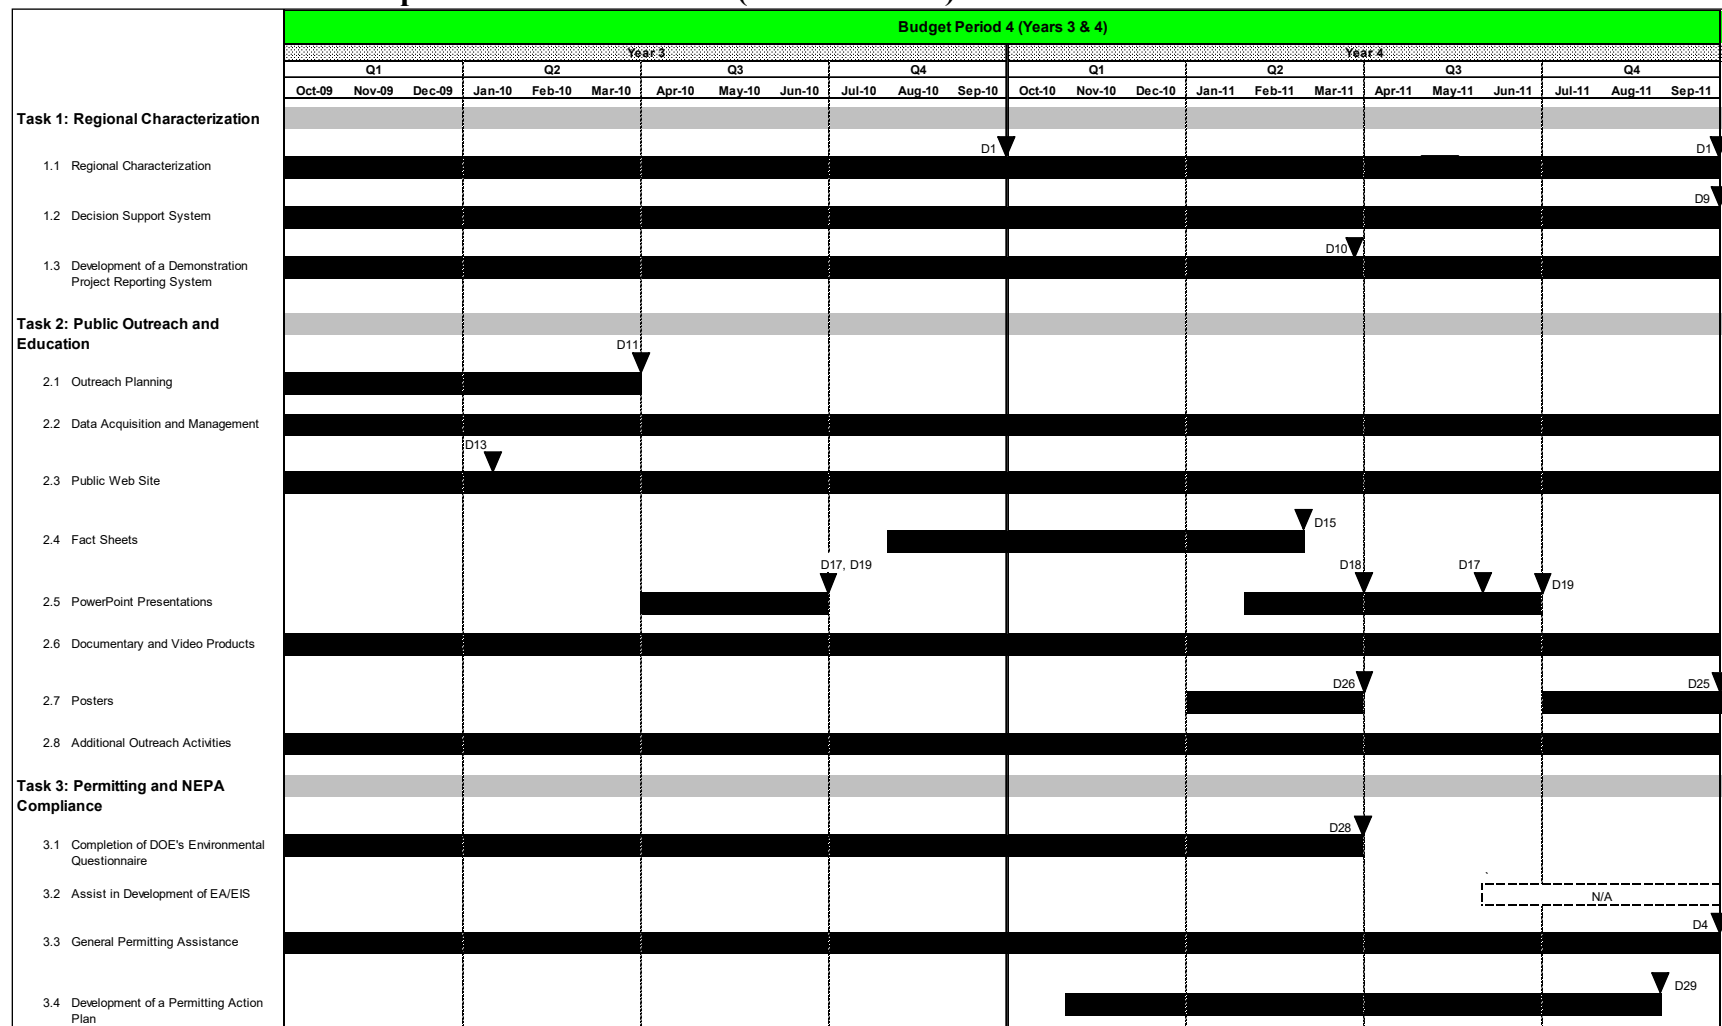 Budget Period 4 (Years 3 & 4)
Year 3 Year 4
Q1 Q2 Q3 Q4 Q1 Q2 Q3 Q4
Oct-09 Nov-09 Dec-09 Jan-10 Feb-10 Mar-10 Apr-10 May-10 Jun-10 Jul-10 Aug-10 Sep-10 Oct-10 Nov-10 Dec-10 Jan-11 Feb-11 Mar-11 Apr-11 May-11 Jun-11 Jul-11 Aug-11 Sep-11
Task 1: Regional Characterization
D1 D1
1.1 Regional Characterization
D9
1.2 Decision Support System
D10
1.3 Development of a Demonstration
Project Reporting System
Task 2: Public Outreach and
Education
D11
2.1 Outreach Planning
2.2 Data Acquisition and Management
D13
2.3 Public Web Site
D15
2.4 Fact Sheets
D17, D19 D18 D17
D19
2.5 PowerPoint Presentations
2.6 Documentary and Video Products
D26 D25
2.7 Posters
2.8 Additional Outreach Activities
Task 3: Permitting and NEPA
Compliance
D28
3.1 Completion of DOE's Environmental
Questionnaire
3.2 Assist in Development of EA/EIS N/A
D4
3.3 General Permitting Assistance
D29
3.4 Development of a Permitting Action
Plan